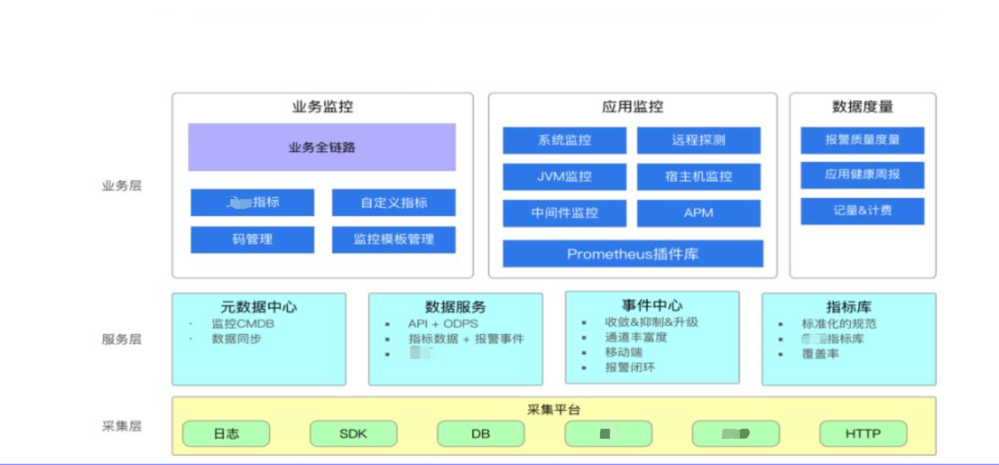 业务监控
业务全链路
指标
自定义指标
码管理
监控模板管理
应用监控
系统监控
远程探测
JVM监控
宿主机监控
中间件监控
APM
Prometheus插件库
数据度量
报警质量度量
应用健康周报
记量&计费
业务层
元数据中心
· 监控CMDB
· 数据同步
数据服务
▪ API + ODPS
▪ 指标数据 + 报警事件
▪
事件中心
▪ 收敛&抑制&升级
▪ 通道丰富度
▪ 移动端
▪ 报警闭环
指标库
▪ 标准化的规范
▪ 指标库
▪ 覆盖率
服务层
采集平台
采集层
日志
SDK
DB
HTTP